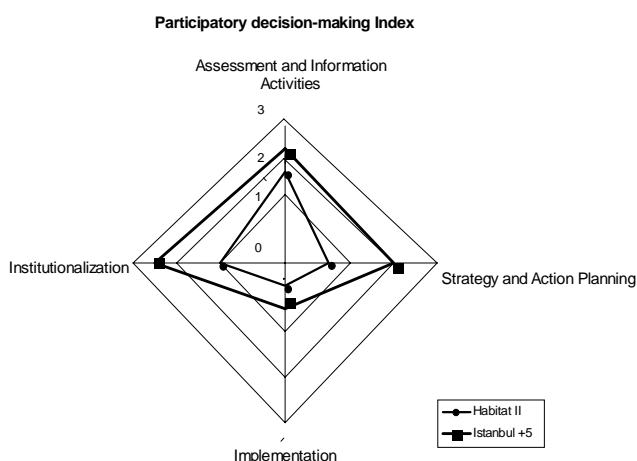 Participatory decision-making Index
Assessment and Information
Activities
3
2
1
0
Institutionalization
Strategy and Action Planning
Implementation
Habitat II
Istanbul +5